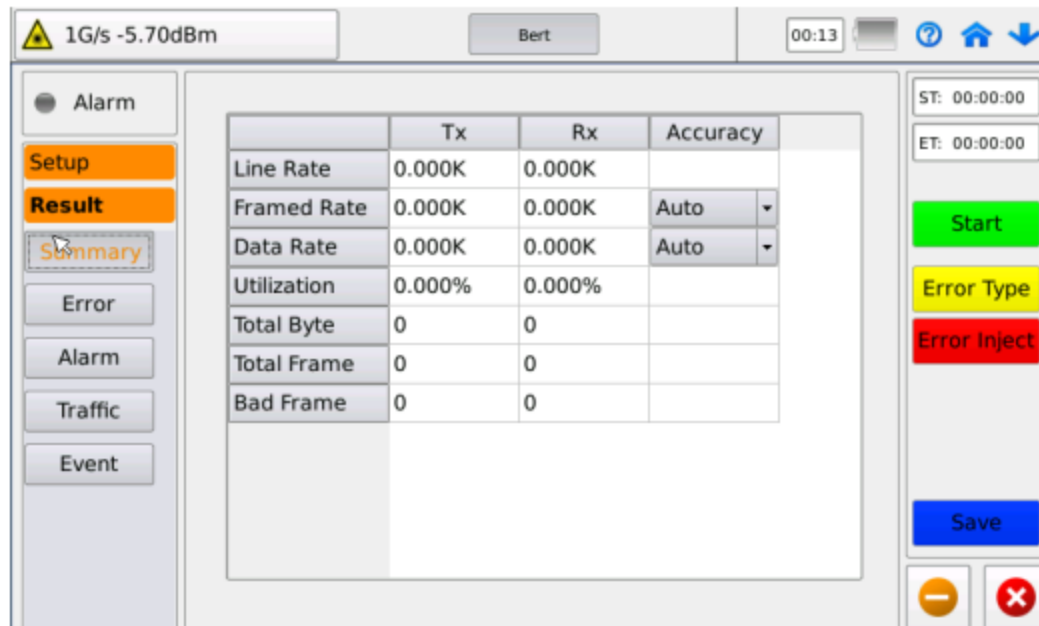 1G/s -5.70dBm
Bert
00:13
Alarm
Setup
Result
Summary
Error
Alarm
Traffic
Event
Tx Rx Accuracy
Line Rate 0.000K 0.000K
Framed Rate 0.000K 0.000K Auto
Data Rate 0.000K 0.000K Auto
Utilization 0.000% 0.000%
Total Byte 0 0
Total Frame 0 0
Bad Frame 0 0
ST: 00:00:00
ET: 00:00:00
Start
Error Type
Error Inject
Save